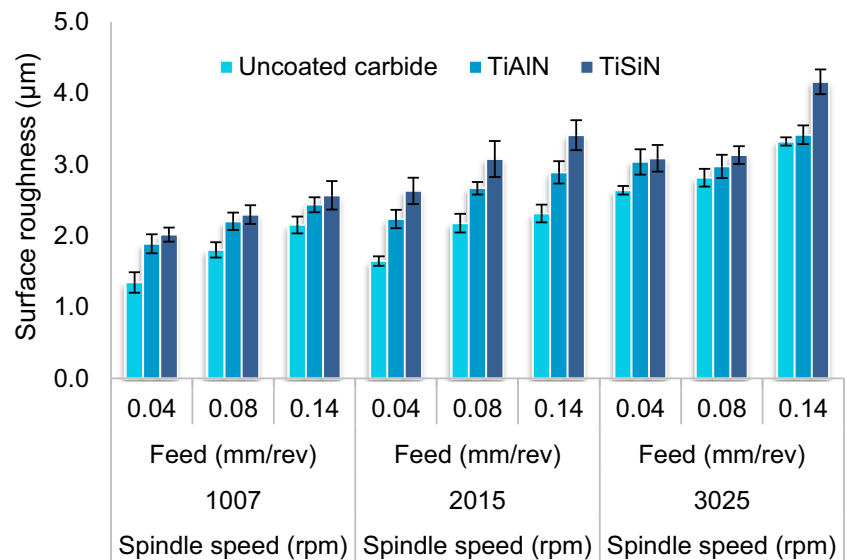 5.0
4.0
3.0
2.0
1.0
0.0
Surface roughness (µm)
Uncoated carbide TiAlN TiSiN
0.04 0.08 0.14 0.04 0.08 0.14 0.04 0.08 0.14
Feed (mm/rev) Feed (mm/rev) Feed (mm/rev)
1007 2015 3025
Spindle speed (rpm) Spindle speed (rpm) Spindle speed (rpm)